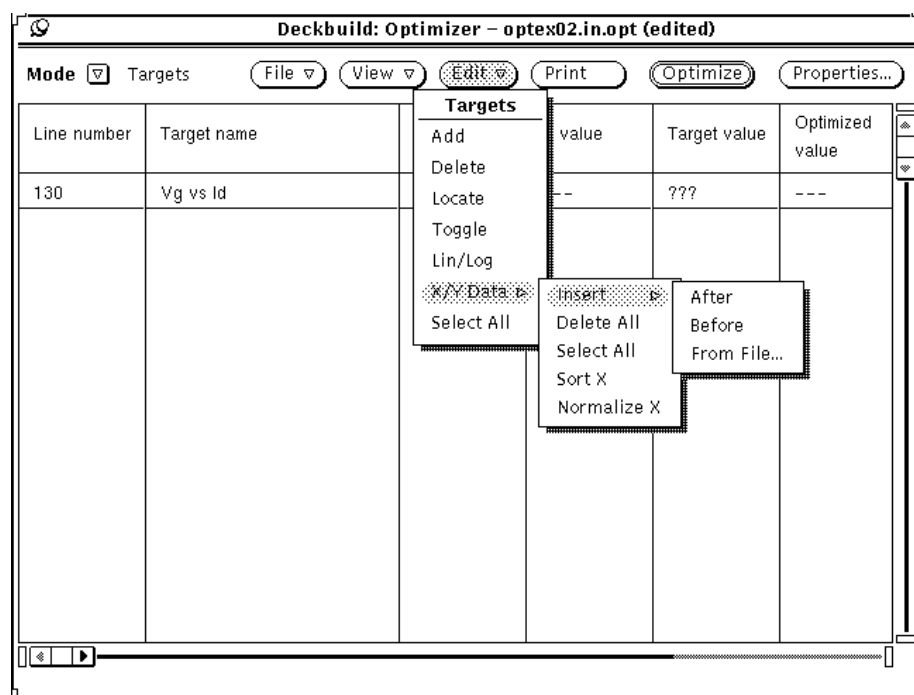 Deckbuild: Optimizer – optex02.in.opt (edited)
Mode Targets File View Edit Print Optimize Properties...
Targets
Line number Target name value Target value Optimized value
130 Vg vs Id -- ??? ---
Add
Delete
Locate
Toggle
Lin/Log
X/Y Data
Select All
Insert
Delete All
Select All
Sort X
Normalize X
After
Before
From File...